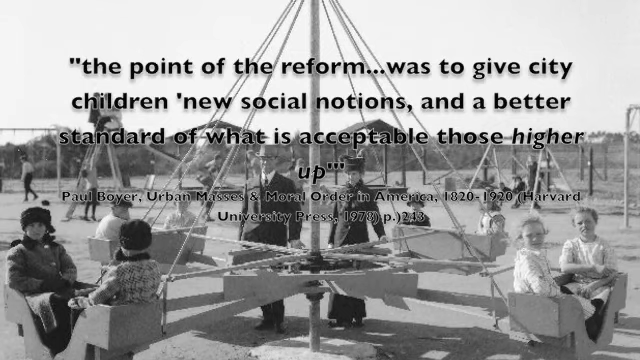 "the point of the reform...was to give city
children 'new social notions, and a better
standard of what is acceptable those higher
up'"
Paul Boyer, Urban Masses & Moral Order in America, 1820-1920 (Harvard
University Press, 1978) p. 243